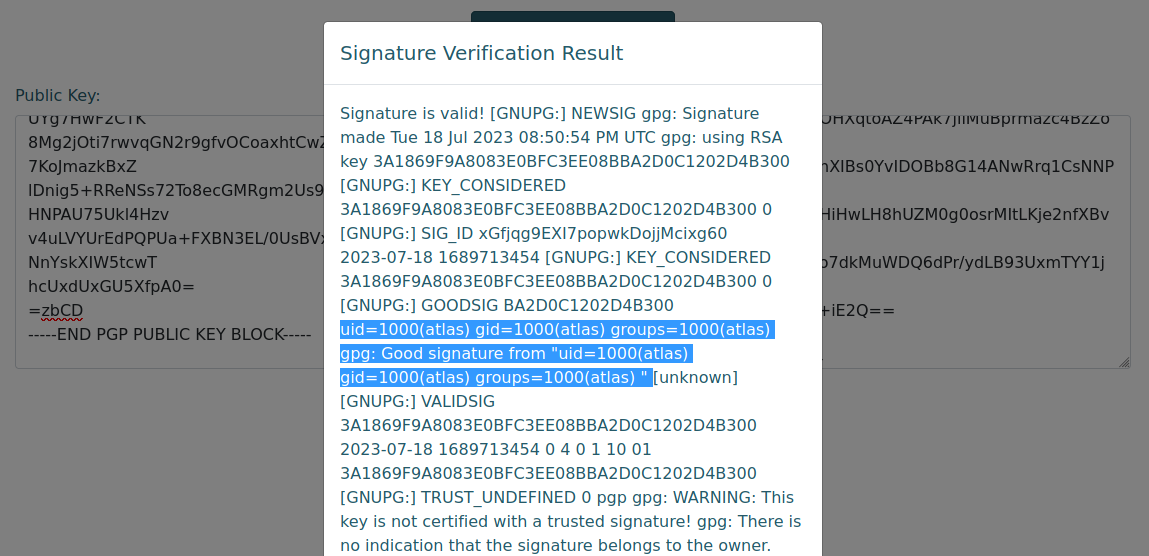 Signature Verification Result
Public Key:
8Mg2jOti7rwvqGN2r9gfvOCoaxhtCwZ
7KoJmazkBxZ
lDnig5+RReNSs72To8ecGMRgm2Us9
HNPAU75UkI4Hzv
v4uLVYUrEdPQPUa+FXBN3EL/0UsBVx
NnYskXIW5tcwT
hcUxdUxGU5XfpA0=
=zbCD
-----END PGP PUBLIC KEY BLOCK-----
Signature is valid! [GNUPG:] NEWSIG gpg: Signature
made Tue 18 Jul 2023 08:50:54 PM UTC gpg: using RSA
key 3A1869F9A8083E0BFC3EE08BBA2D0C1202D4B300
[GNUPG:] KEY_CONSIDERED
3A1869F9A8083E0BFC3EE08BBA2D0C1202D4B300 0
[GNUPG:] SIG_ID xGfjqg9EXI7popwkDojjMcixg60
2023-07-18 1689713454 [GNUPG:] KEY_CONSIDERED
3A1869F9A8083E0BFC3EE08BBA2D0C1202D4B300 0
[GNUPG:] GOODSIG BA2D0C1202D4B300
uid=1000(atlas) gid=1000(atlas) groups=1000(atlas)
gpg: Good signature from "uid=1000(atlas)
gid=1000(atlas) groups=1000(atlas) " [unknown]
[GNUPG:] VALIDSIG
3A1869F9A8083E0BFC3EE08BBA2D0C1202D4B300
2023-07-18 1689713454 0 4 0 1 10 01
3A1869F9A8083E0BFC3EE08BBA2D0C1202D4B300
[GNUPG:] TRUST_UNDEFINED 0 pgp gpg: WARNING: This
key is not certified with a trusted signature! gpg: There is
no indication that the signature belongs to the owner.
nXIBs0YvIDOBb8G14ANwRrq1CsNNP
HiHwLH8hUZM0g0osrMItLKje2nfXBv
o7dkMuWDQ6dPr/ydLB93UxmTYY1j
+iE2Q==